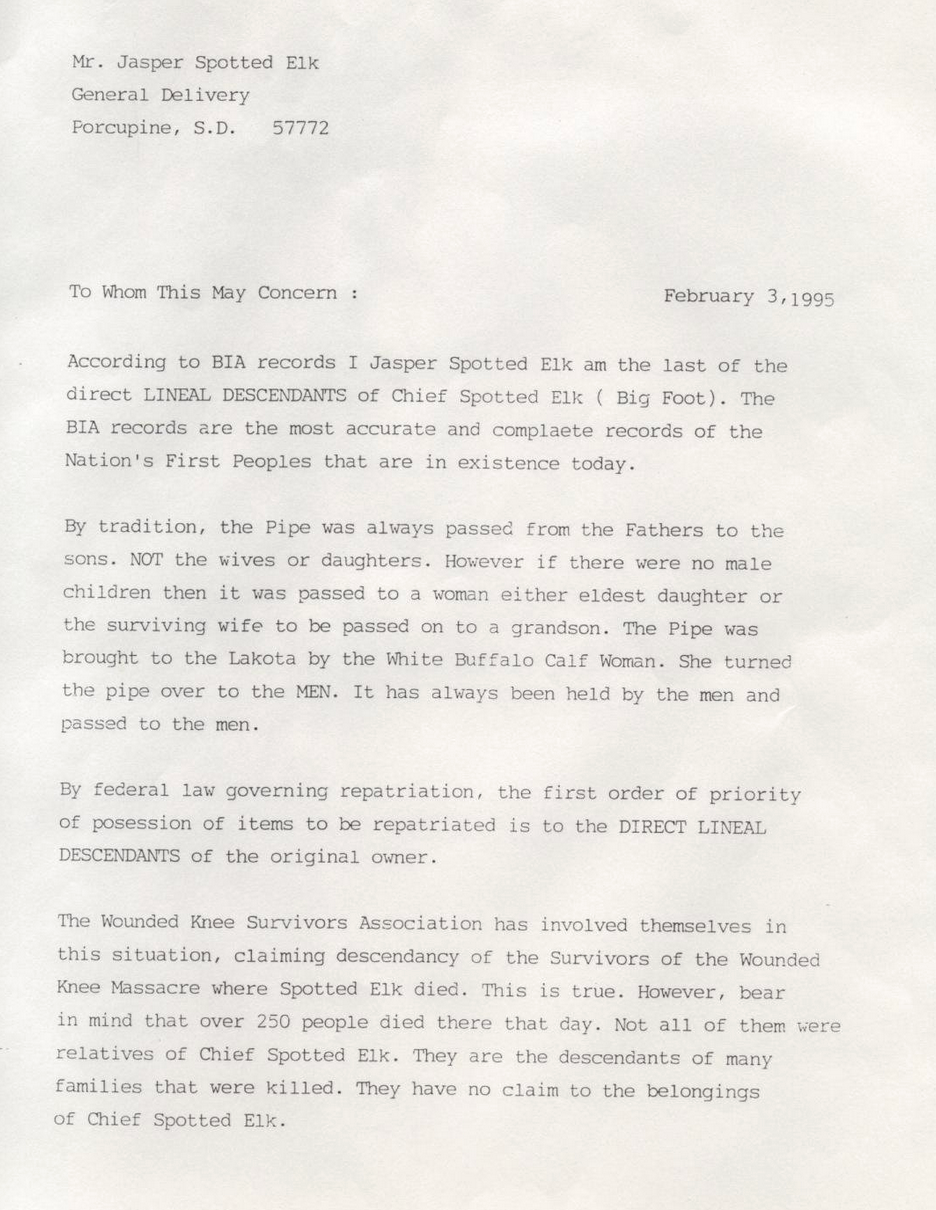 Mr. Jasper Spotted Elk
General Delivery
Porcupine, S.D. 57772
To Whom This May Concern : February 3,1995
According to BIA records I Jasper Spotted Elk am the last of the
direct LINEAL DESCENDANTS of Chief Spotted Elk ( Big Foot). The
BIA records are the most accurate and complaete records of the
Nation's First Peoples that are in existence today.
By tradition, the Pipe was always passed from the Fathers to the
sons. NOT the wives or daughters. However if there were no male
children then it was passed to a woman either eldest daughter or
the surviving wife to be passed on to a grandson. The Pipe was
brought to the Lakota by the White Buffalo Calf Woman. She turned
the pipe over to the MEN. It has always been held by the men and
passed to the men.
By federal law governing repatriation, the first order of priority
of posession of items to be repatriated is to the DIRECT LINEAL
DESCENDANTS of the original owner.
The Wounded Knee Survivors Association has involved themselves in
this situation, claiming descendancy of the Survivors of the Wounded
Knee Massacre where Spotted Elk died. This is true. However, bear
in mind that over 250 people died there that day. Not all of them were
relatives of Chief Spotted Elk. They are the descendants of many
families that were killed. They have no claim to the belongings
of Chief Spotted Elk.